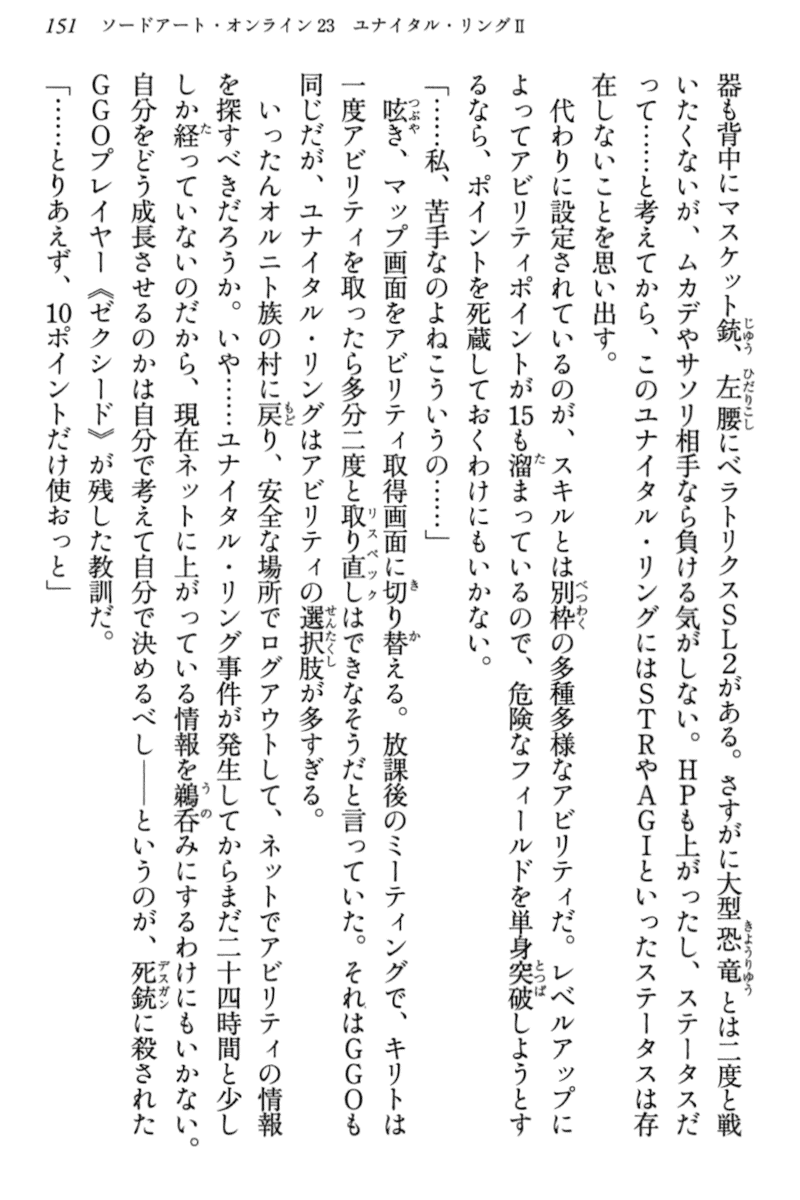 151 ソードアート・オンライン23 ユナイタル・リングⅡ
器も背中にマスケット銃、左腰にベラトリクスSL2がある。さすがに大型恐竜とは二度と戦
いたくないが、ムカデやサソリ相手なら負ける気がしない。HPも上がったし、ステータスだ
って……と考えてから、このユナイタル・リングにはSTRやAGIといったステータスは存
在しないことを思い出す。
　代わりに設定されているのが、スキルとは別枠の多種多様なアビリティだ。レベルアップに
よってアビリティポイントが15も溜まっているので、危険なフィールドを単身突破しようとす
るなら、ポイントを死蔵しておくわけにもいかない。
「……私、苦手なのよねこういうの……」
　呟き、マップ画面をアビリティ取得画面に切り替える。放課後のミーティングで、キリトは
一度アビリティを取ったら多分二度と取り直しはできなそうだと言っていた。それはGGOも
同じだが、ユナイタル・リングはアビリティの選択肢が多すぎる。
　いったんオルニト族の村に戻り、安全な場所でログアウトして、ネットでアビリティの情報
を探すべきだろうか。いや……ユナイタル・リング事件が発生してからまだ二十四時間と少し
しか経っていないのだから、現在ネットに上がっている情報を鵜呑みにするわけにもいかない。
自分をどう成長させるのかは自分で考えて自分で決めるべし――というのが、死銃に殺された
GGOプレイヤー《ゼクシード》が残した教訓だ。
「……とりあえず、10ポイントだけ使おっと」